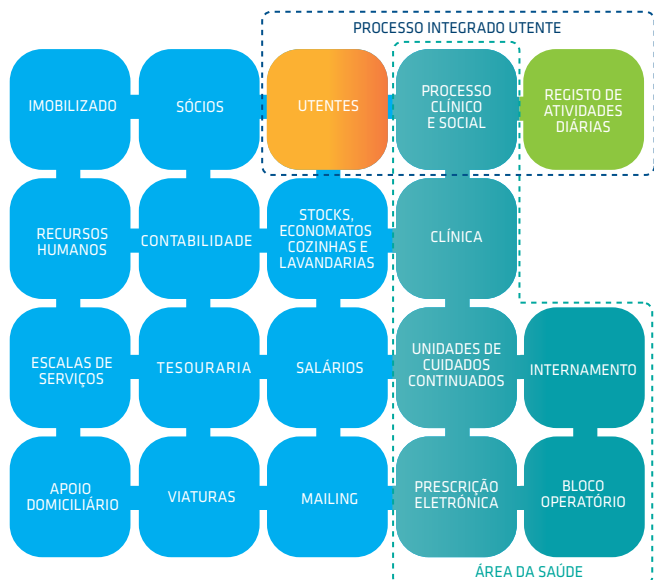 PROCESSO INTEGRADO UTENTE
IMOBILIZADO
SÓCIOS
UTENTES
PROCESSO
CLÍNICO
E SOCIAL
REGISTO DE
ATIVIDADES
DIÁRIAS
RECURSOS
HUMANOS
CONTABILIDADE
STOCKS,
ECONOMATOS
COZINHAS E
LAVANDARIAS
CLÍNICA
ESCALAS DE
SERVIÇOS
TESOURARIA
SALÁRIOS
UNIDADES DE
CUIDADOS
CONTINUADOS
INTERNAMENTO
APOIO
DOMICILIÁRIO
VIATURAS
MAILING
PRESCRIÇÃO
ELETRÓNICA
BLOCO
OPERATÓRIO
ÁREA DA SAÚDE